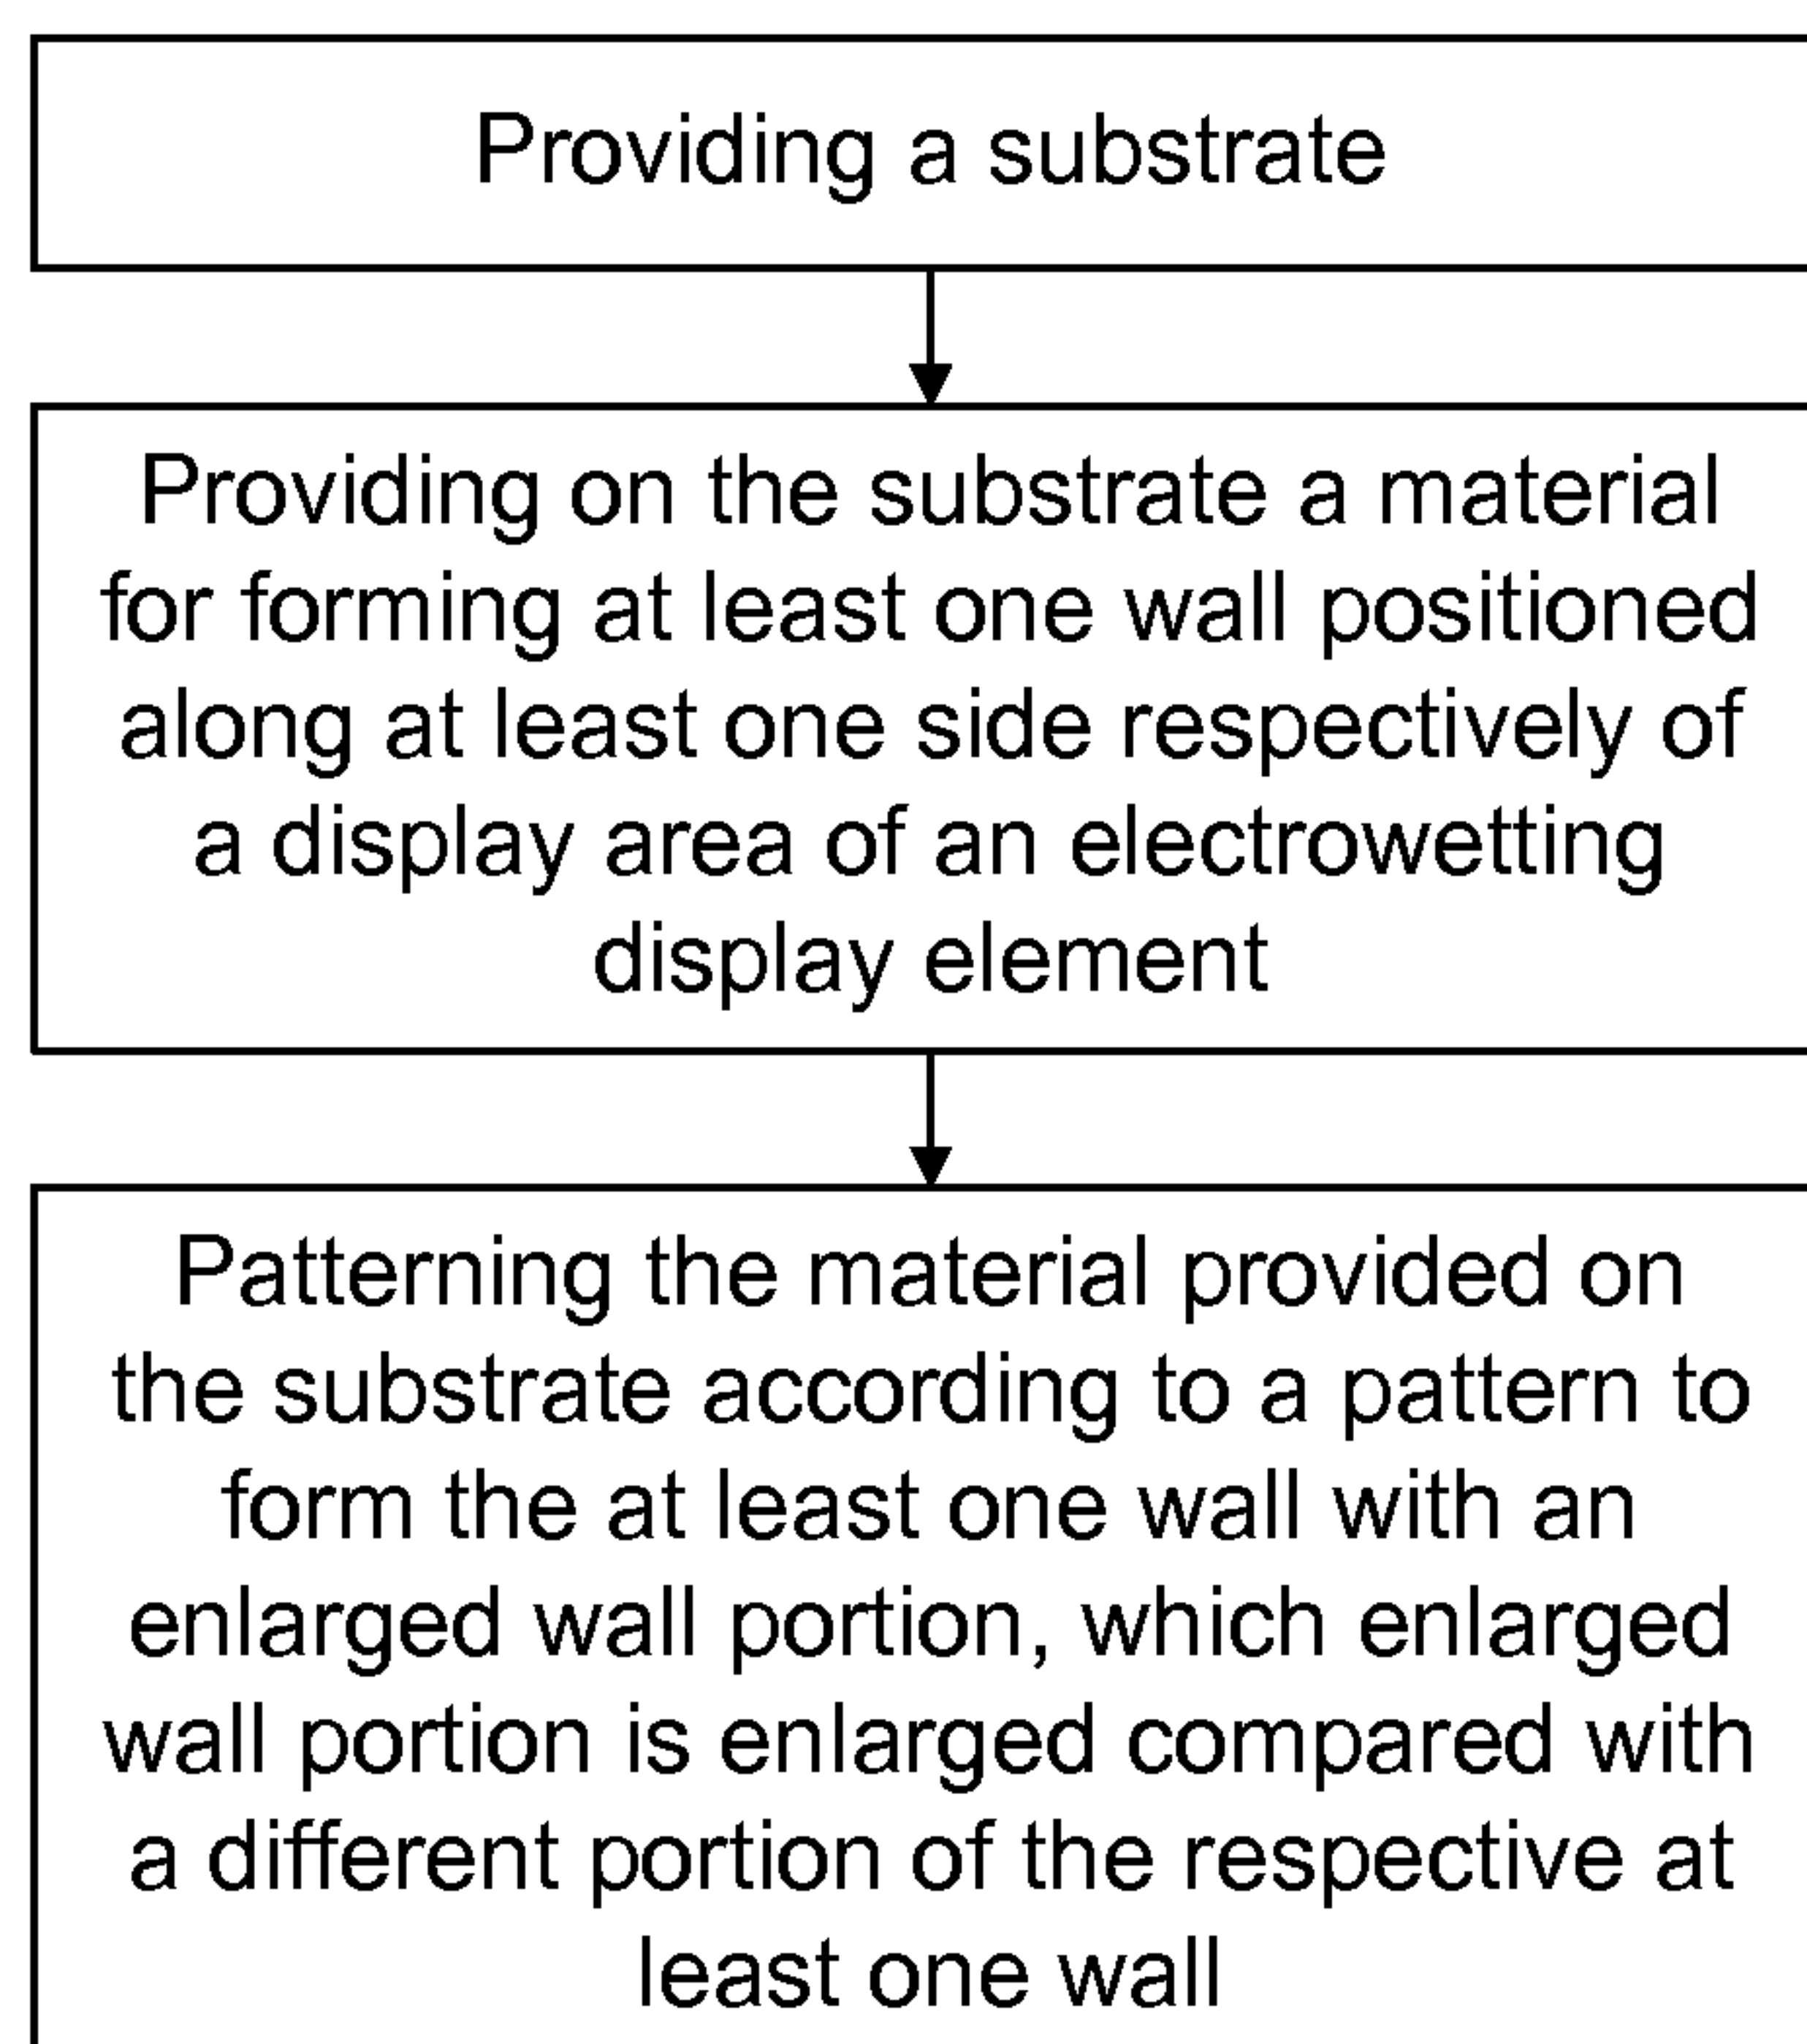 Providing a substrate
Providing on the substrate a material
for forming at least one wall positioned
along at least one side respectively of
a display area of an electrowetting
display element
Patterning the material provided on
the substrate according to a pattern to
form the at least one wall with an
enlarged wall portion, which enlarged
wall portion is enlarged compared with
a different portion of the respective at
least one wall